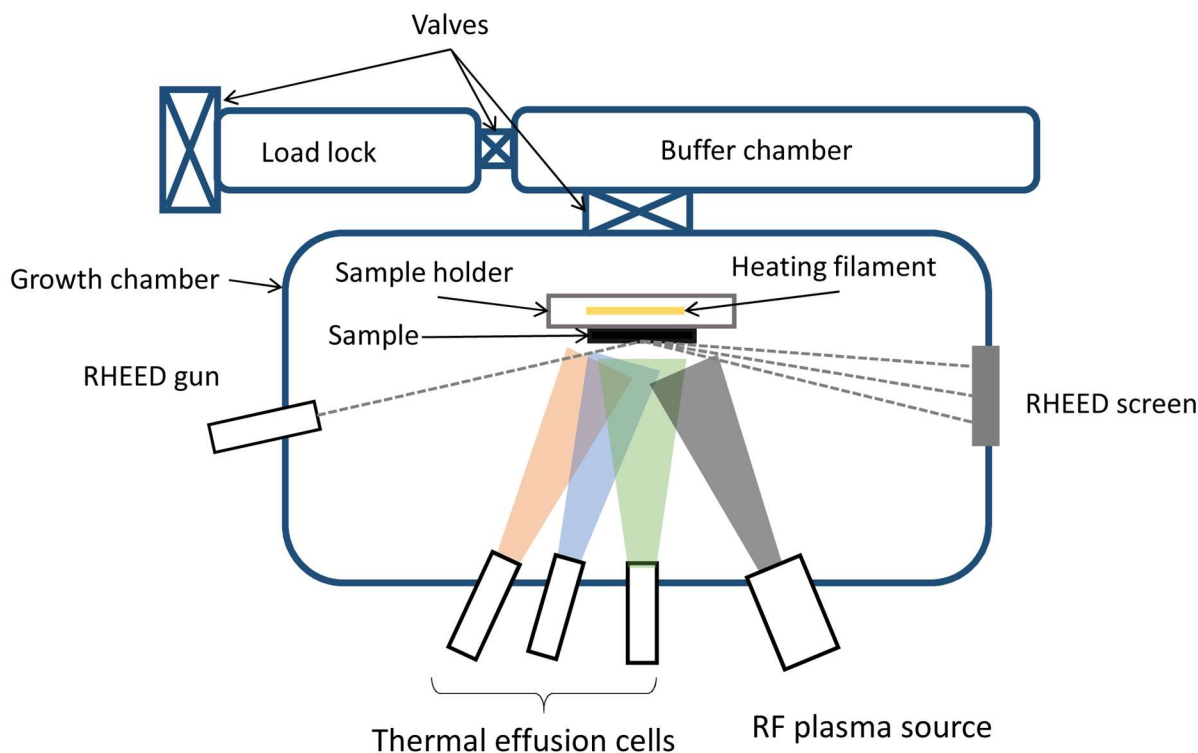 Valves
Load lock
Buffer chamber
Growth chamber
Sample holder
Heating filament
Sample
RHEED gun
RHEED screen
Thermal effusion cells
RF plasma source